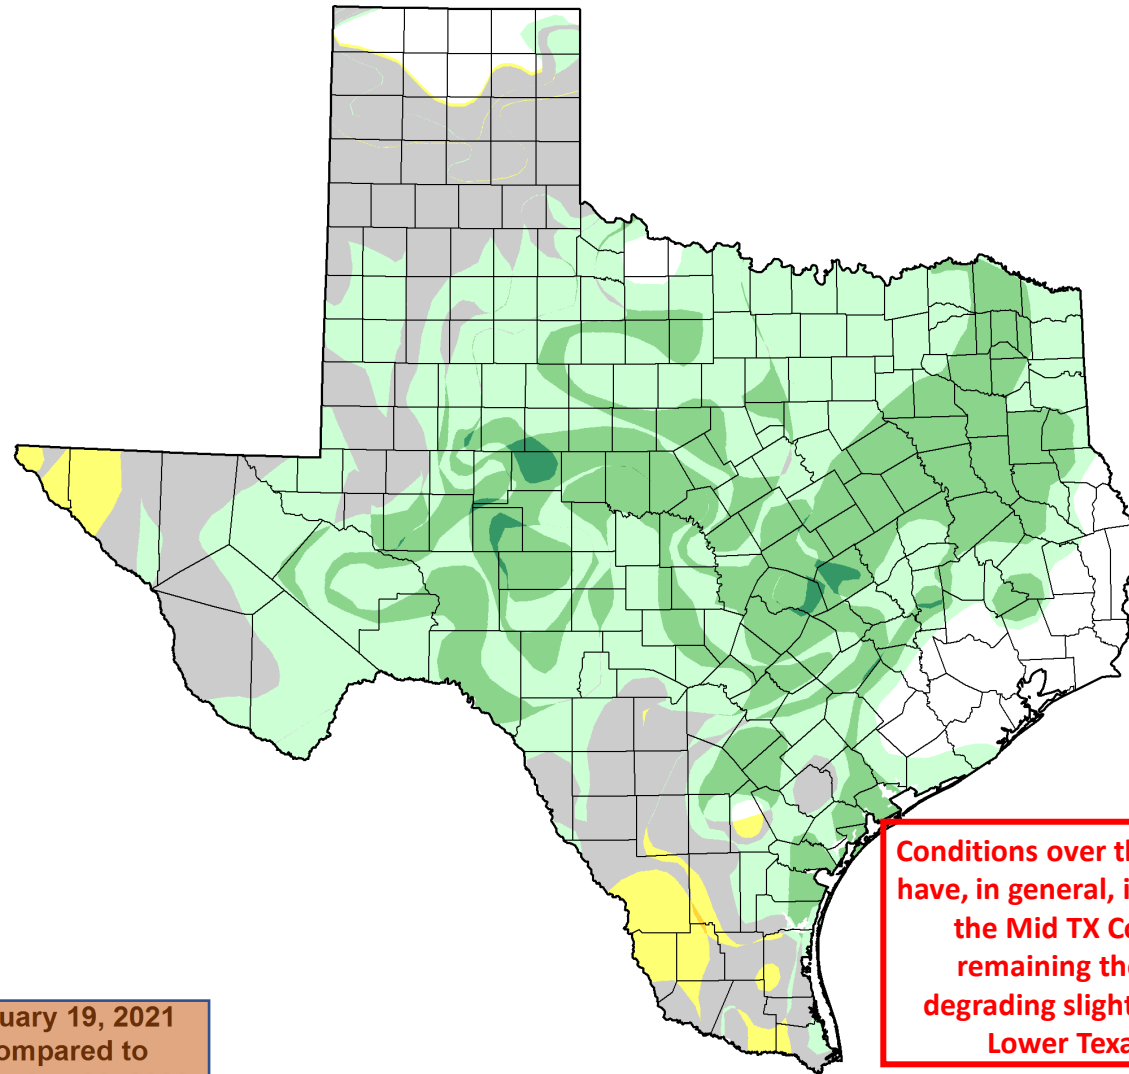 Conditions over th
have, in general, i
the Mid TX Co
remaining the
degrading slight
Lower Texa
uary 19, 2021
ompared to